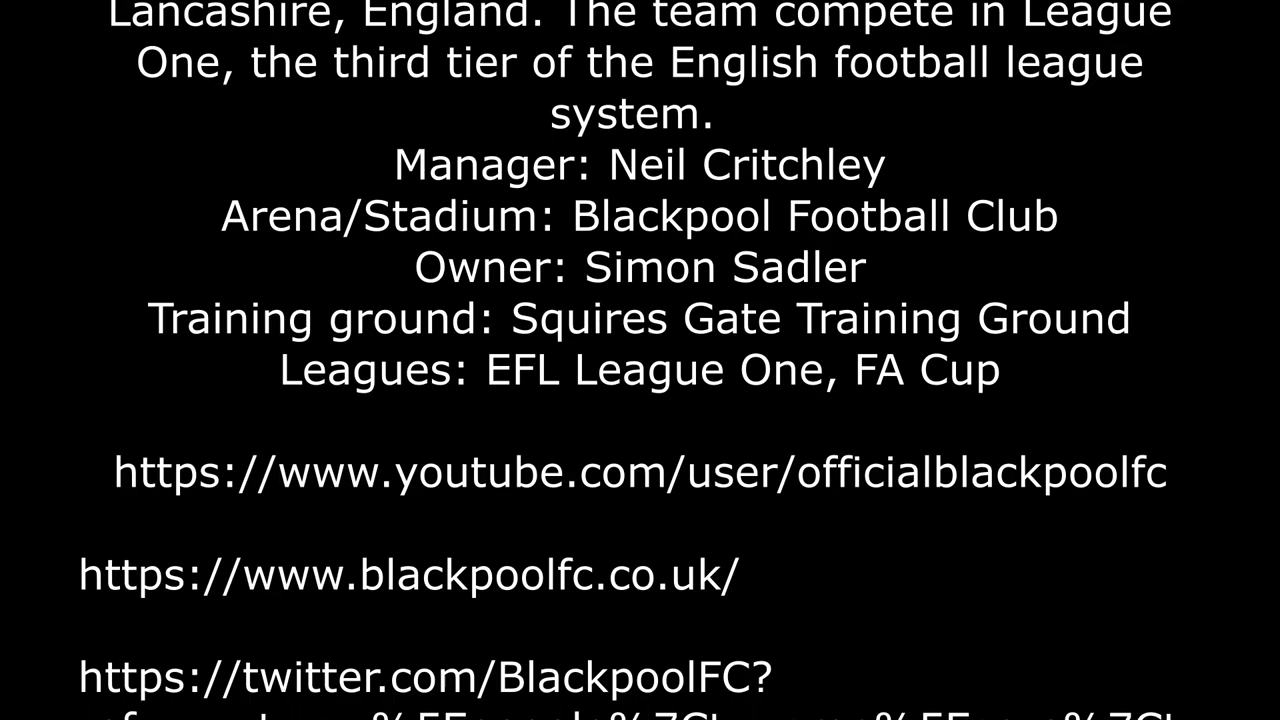 Lancashire, England. The team compete in League
One, the third tier of the English football league
system.
Manager: Neil Critchley
Arena/Stadium: Blackpool Football Club
Owner: Simon Sadler
Training ground: Squires Gate Training Ground
Leagues: EFL League One, FA Cup
https://www.youtube.com/user/officialblackpoolfc
https://www.blackpoolfc.co.uk/
https://twitter.com/BlackpoolFC?